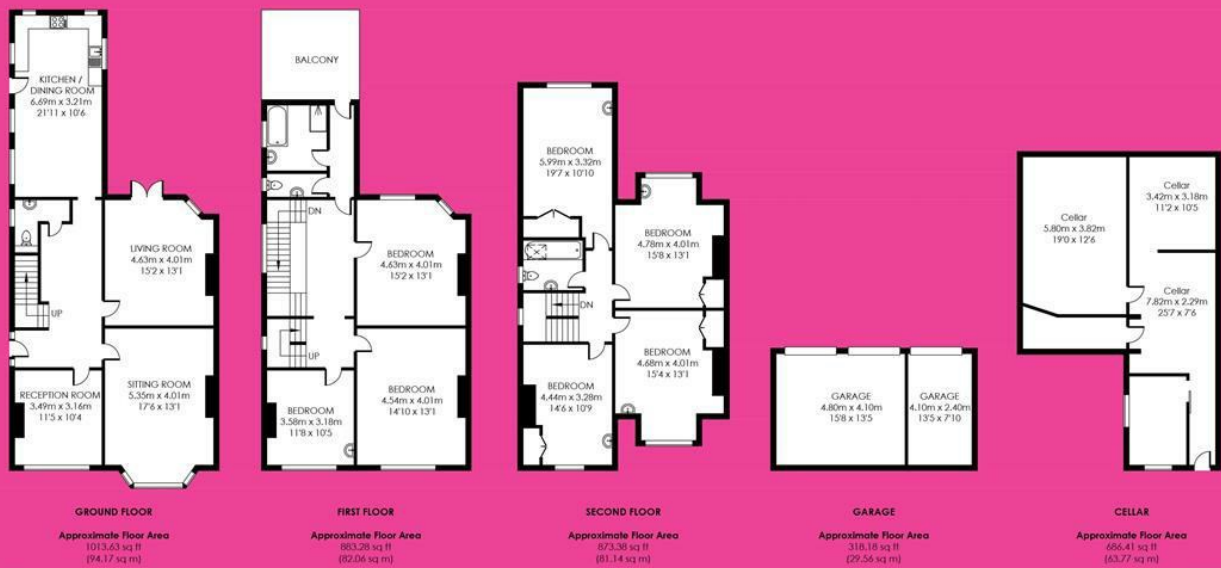 KITCHEN /
DINING ROOM
6.69m x 3.21m
21'11 x 10'6
LIVING ROOM
4.63m x 4.01m
15'2 x 13'1
UP
RECEPTION ROOM
3.49m x 3.16m
11'5 x 10'4
SITTING ROOM
5.35m x 4.01m
17'6 x 13'1
GROUND FLOOR
Approximate Floor Area
1013.63 sq ft
(94.17 sq m)
BALCONY
DN
BEDROOM
4.63m x 4.01m
15'2 x 13'1
UP
BEDROOM
3.58m x 3.18m
11'8 x 10'5
BEDROOM
4.54m x 4.01m
14'10 x 13'1
FIRST FLOOR
Approximate Floor Area
883.28 sq ft
(82.06 sq m)
BEDROOM
5.99m x 3.32m
19'7 x 10'10
BEDROOM
4.78m x 4.01m
15'8 x 13'1
DN
BEDROOM
4.44m x 3.28m
14'6 x 10'9
BEDROOM
4.68m x 4.01m
15'4 x 13'1
SECOND FLOOR
Approximate Floor Area
873.38 sq ft
(81.14 sq m)
GARAGE
4.80m x 4.10m
15'8 x 13'5
GARAGE
4.10m x 2.40m
13'5 x 7'10
GARAGE
Approximate Floor Area
318.18 sq ft
(29.56 sq m)
Cellar
5.80m x 3.82m
19'0 x 12'6
Cellar
3.42m x 3.18m
11'2 x 10'5
Cellar
7.82m x 2.29m
25'7 x 7'6
CELLAR
Approximate Floor Area
686.41 sq ft
(63.77 sq m)